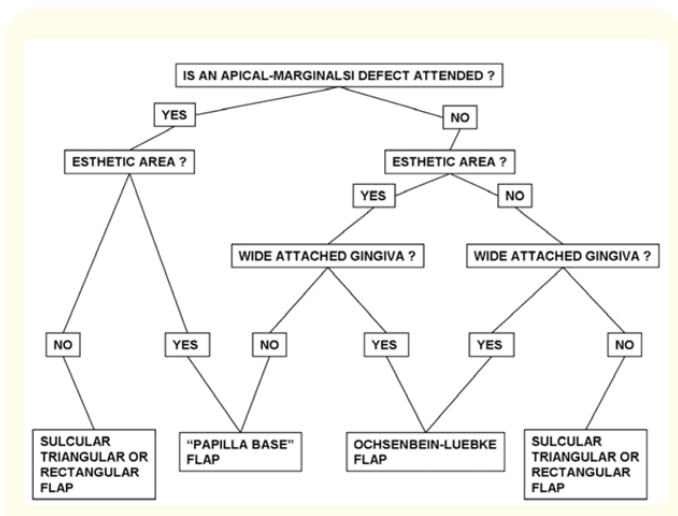 IS AN APICAL-MARGINALSI DEFECT ATTENDED ?
YES
NO
ESTHETIC AREA ?
ESTHETIC AREA ?
YES
NO
WIDE ATTACHED GINGIVA ?
WIDE ATTACHED GINGIVA ?
NO
YES
NO
YES
YES
NO
SULCULAR
TRIANGULAR OR
RECTANGULAR
FLAP
“PAPILLA BASE”
FLAP
OCHSENBEIN-LUEBKE
FLAP
SULCULAR
TRIANGULAR OR
RECTANGULAR
FLAP